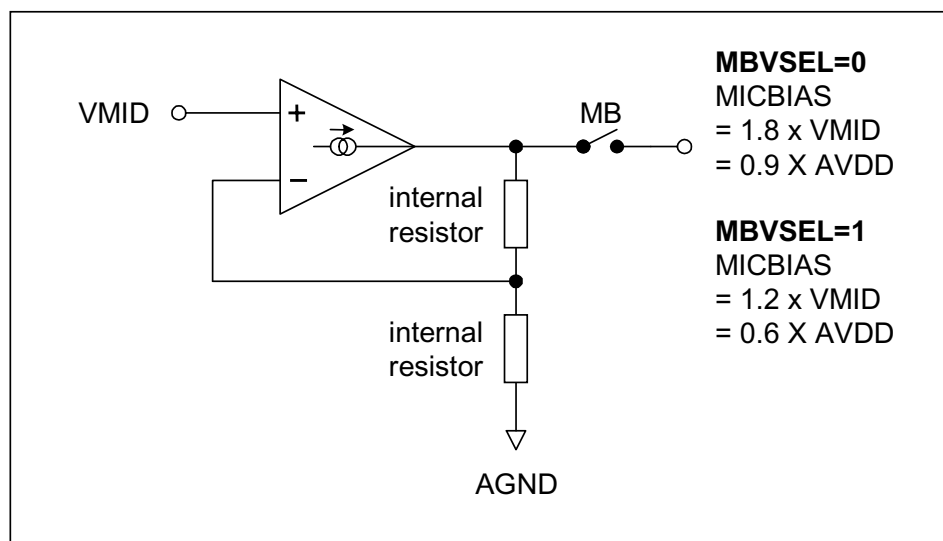 VMID
+
−
MB
internal
resistor
internal
resistor
AGND
MBVSEL=0
MICBIAS
= 1.8 x VMID
= 0.9 X AVDD
MBVSEL=1
MICBIAS
= 1.2 x VMID
= 0.6 X AVDD